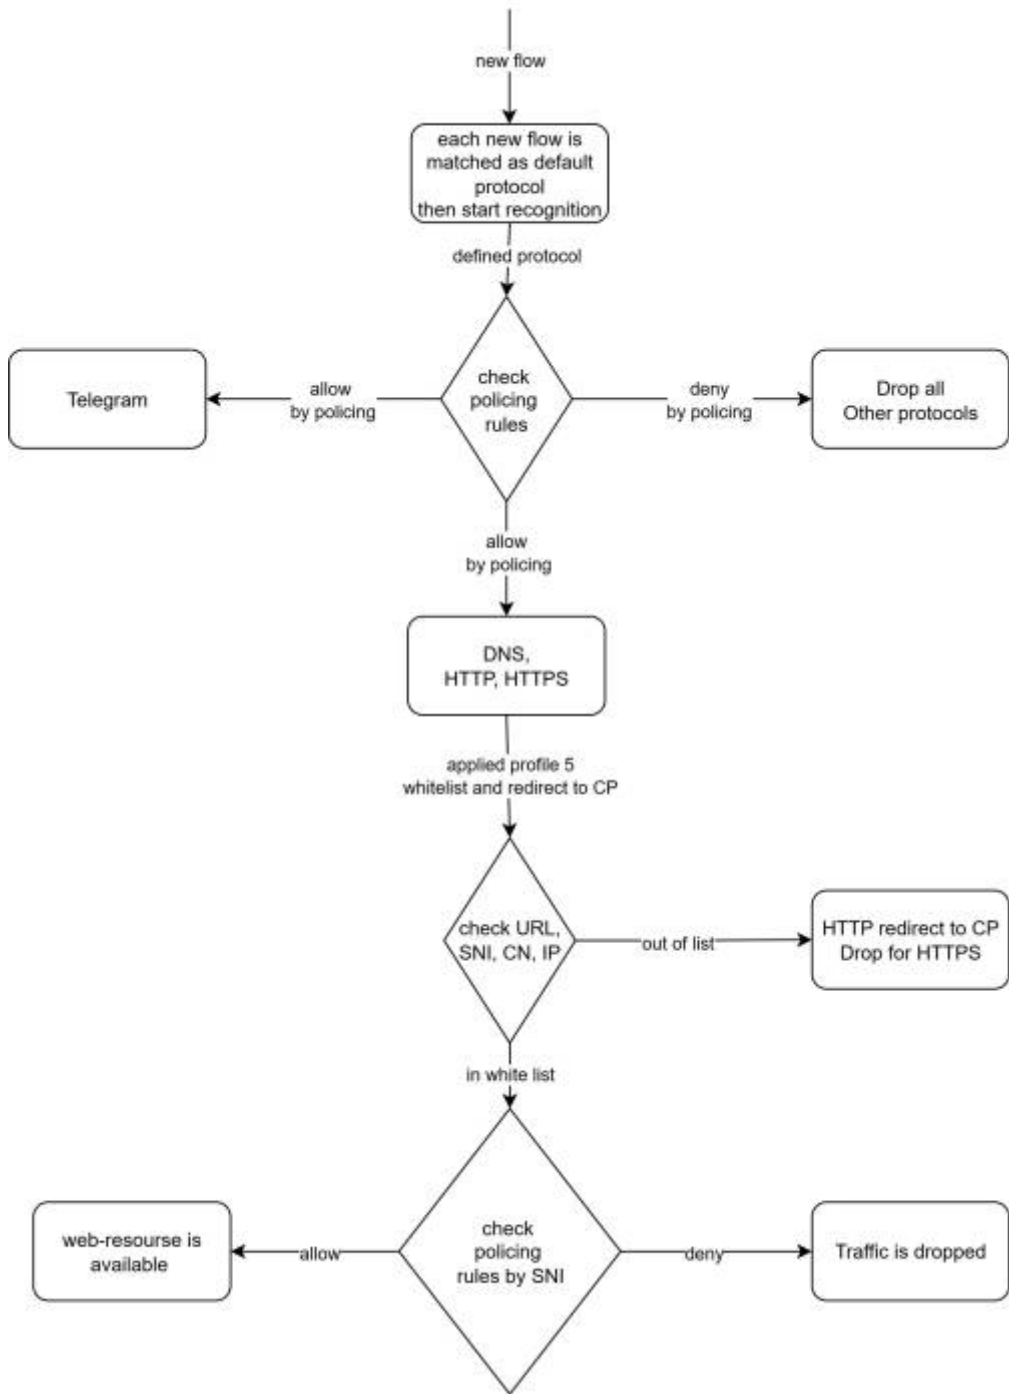 new flow
each new flow is
matched as default
protocol
then start recognition
defined protocol
check
policing
rules
allow
by policing
Telegram
deny
by policing
Drop all
Other protocols
allow
by policing
DNS,
HTTP, HTTPS
applied profile 5
whitelist and redirect to CP
check URL,
SNI, CN, IP
out of list
HTTP redirect to CP
Drop for HTTPS
in white list
check
policing
rules by SNI
allow
web-resourse is
available
deny
Traffic is dropped